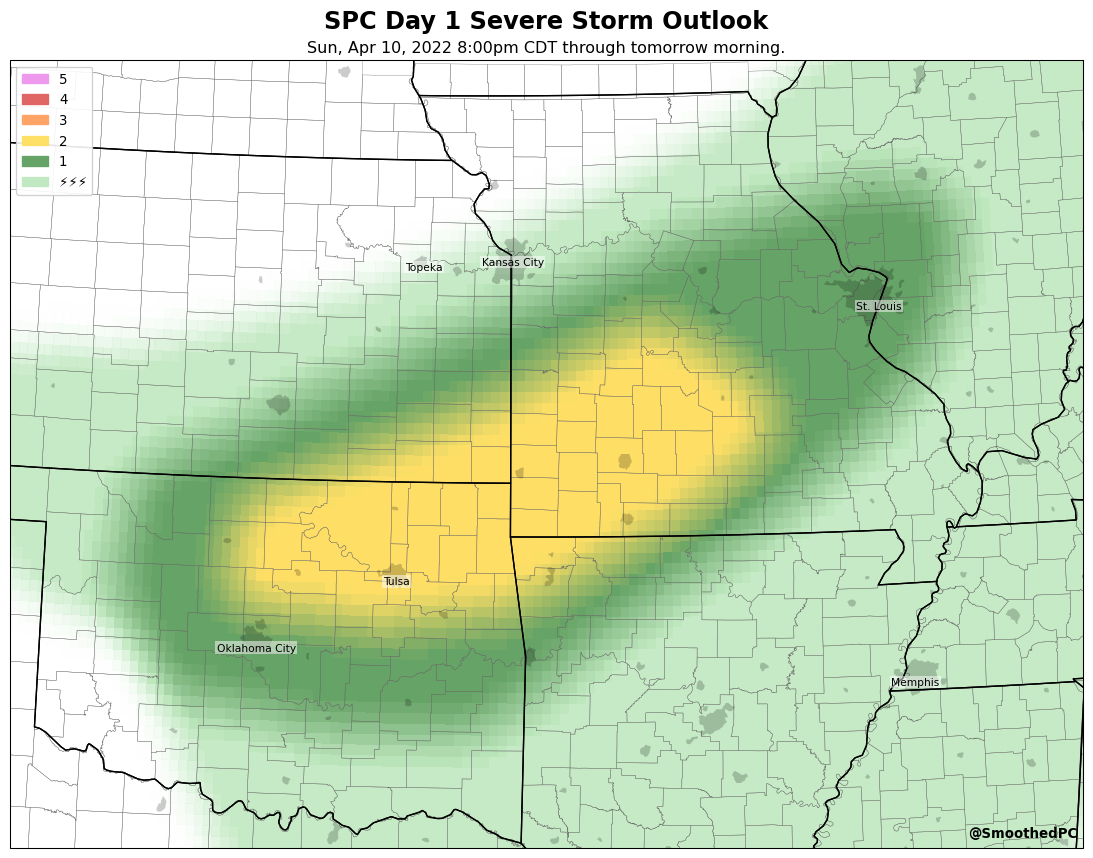 SPC Day 1 Severe Storm Outlook
Sun, Apr 10, 2022 8:00pm CDT through tomorrow morning.
5
4
3
2
1
⚡⚡⚡
Topeka
Kansas City
St. Louis
Tulsa
Oklahoma City
Memphis
@SmoothedPC